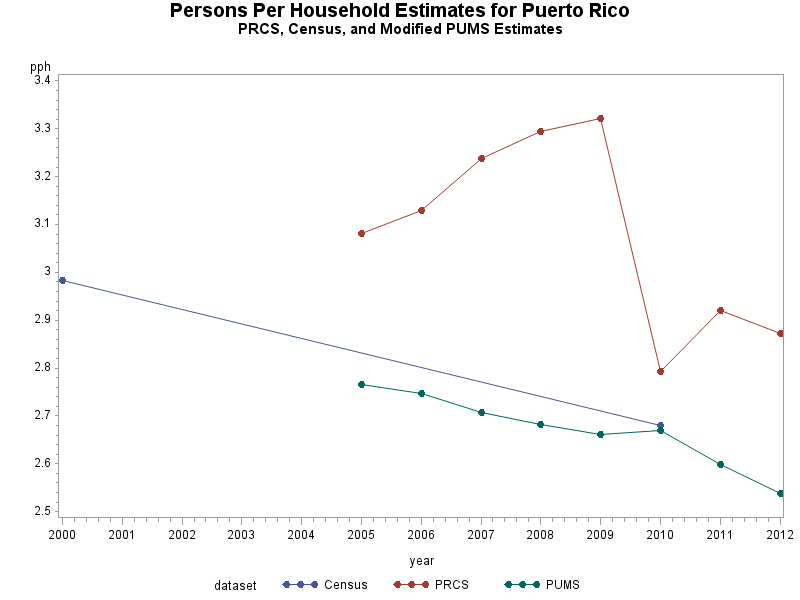 Persons Per Household Estimates for Puerto Rico
PRCS, Census, and Modified PUMS Estimates
pph
3.4
3.3
3.2
3.1
3
2.9
2.8
2.7
2.6
2.5
2000 2001 2002 2003 2004 2005 2006 2007 2008 2009 2010 2011 2012
year
dataset Census PRCS PUMS